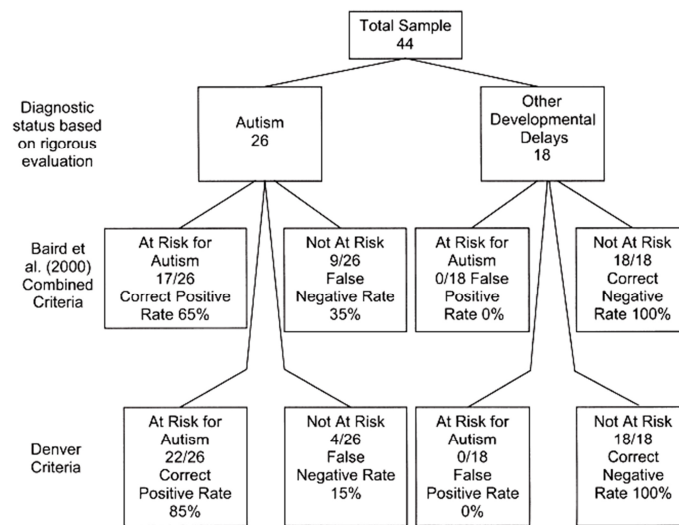 Total Sample
44
Diagnostic
status based
on rigorous
evaluation
Autism
26
Other
Developmental
Delays
18
Baird et
al. (2000)
Combined
Criteria
At Risk for
Autism
17/26
Correct Positive
Rate 65%
Not At Risk
9/26
False
Negative Rate
35%
At Risk for
Autism
0/18 False
Positive
Rate 0%
Not At Risk
18/18
Correct
Negative
Rate 100%
Denver
Criteria
At Risk for
Autism
22/26
Correct
Positive Rate
85%
Not At Risk
4/26
False
Negative Rate
15%
At Risk for
Autism
0/18
False
Positive Rate
0%
Not At Risk
18/18
Correct
Negative
Rate 100%